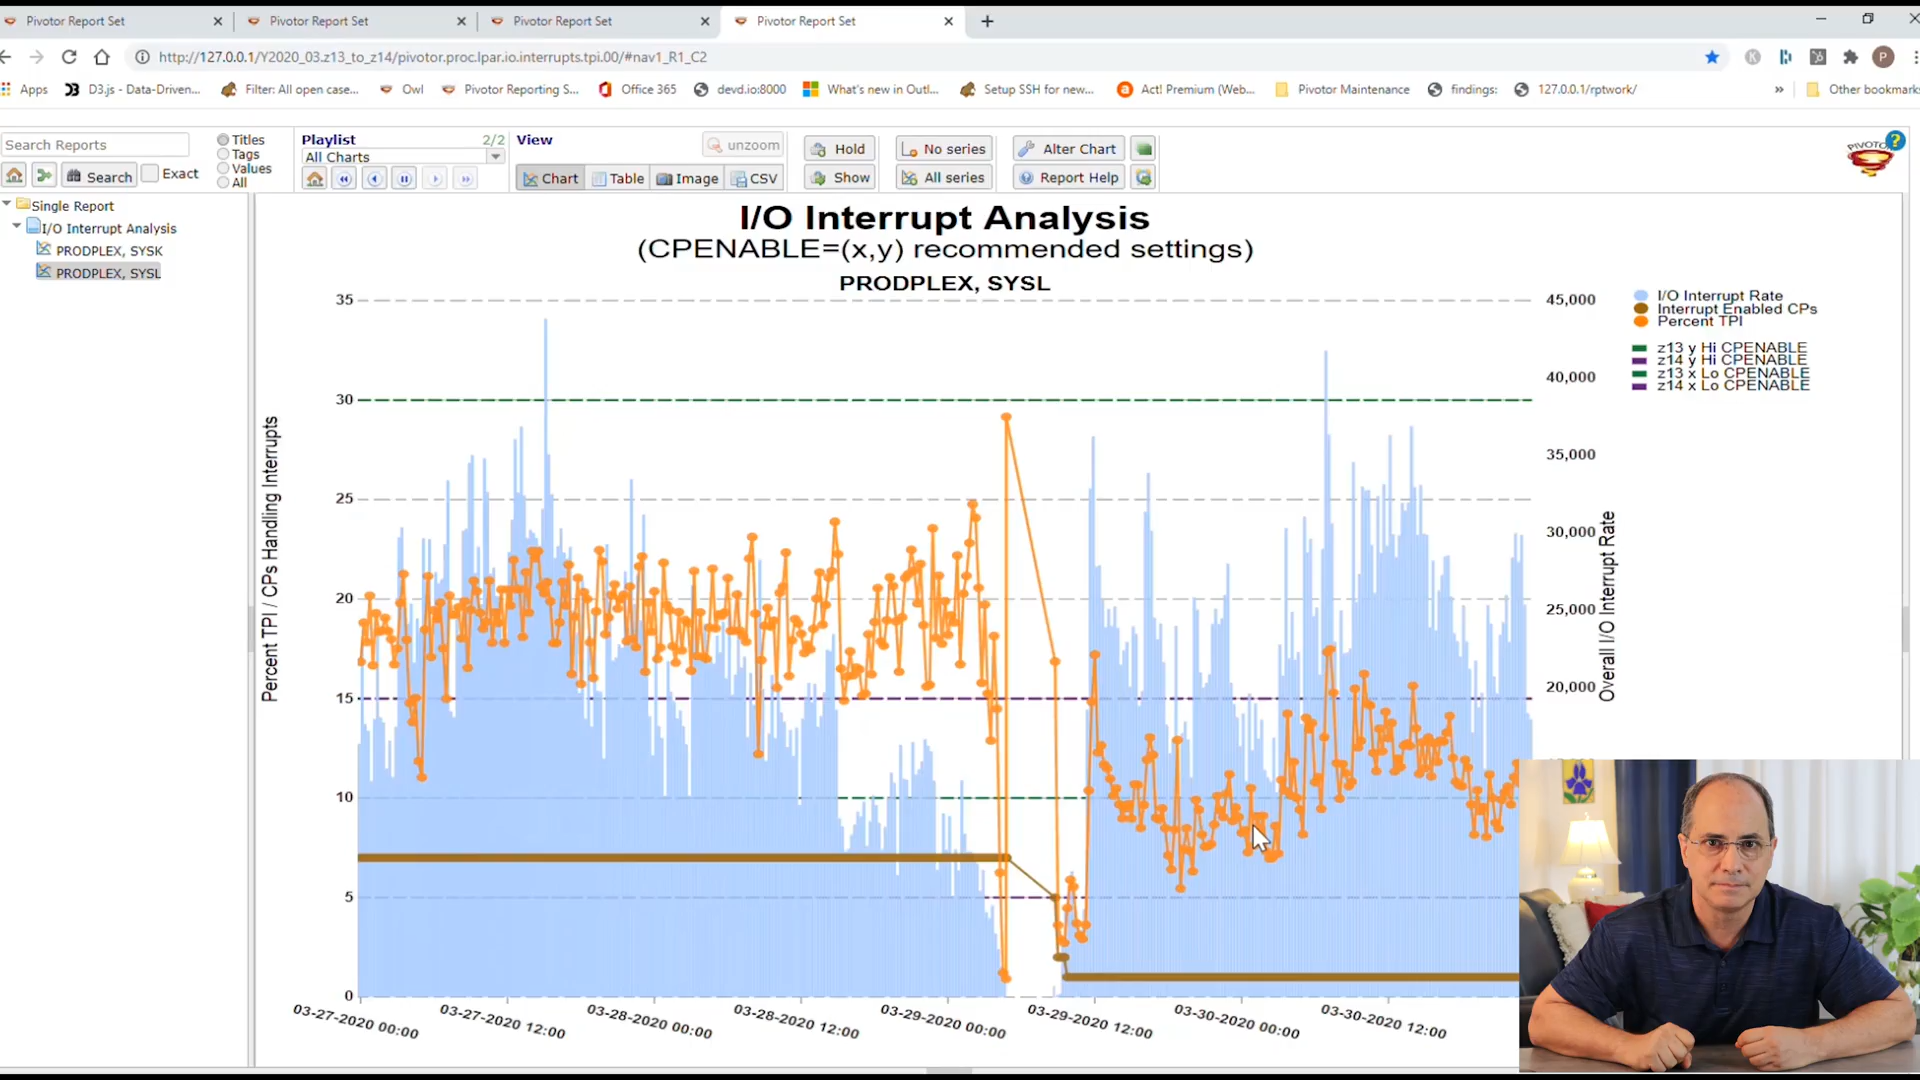 Pivotor Report Set
Pivotor Report Set
Pivotor Report Set
Pivotor Report Set
http://127.0.0.1/Y2020_03.z13_to_z14/pivotor.proc.lpar.io.interrupts.tpi.00/#nav1_R1_C2
P
Apps
D3.js - Data-Driven...
Filter: All open case...
Owl
Pivotor Reporting S...
Office 365
devd.io:8000
What's new in Outl...
Setup SSH for new...
Act! Premium (Web...
Pivotor Maintenance
findings:
127.0.0.1/rptwork/
»
Other bookmarks
Search Reports
Search
Exact
Titles
Tags
Values
All
Playlist
2/2
All Charts
View
unzoom
Chart
Table
Image
CSV
Hold
Show
No series
All series
Alter Chart
Report Help
PIVOTOR
?
Single Report
I/O Interrupt Analysis
PRODPLEX, SYSK
PRODPLEX, SYSL
I/O Interrupt Analysis
(CPENABLE=(x,y) recommended settings)
PRODPLEX, SYSL
Percent TPI / CPs Handling Interrupts
35
30
25
20
15
10
5
0
45,000
40,000
35,000
30,000
25,000
20,000
Overall I/O Interrupt Rate
I/O Interrupt Rate
Interrupt Enabled CPs
Percent TPI
z13 y Hi CPENABLE
z14 y Hi CPENABLE
z13 x Lo CPENABLE
z14 x Lo CPENABLE
03-27-2020 00:00
03-27-2020 12:00
03-28-2020 00:00
03-28-2020 12:00
03-29-2020 00:00
03-29-2020 12:00
03-30-2020 00:00
03-30-2020 12:00